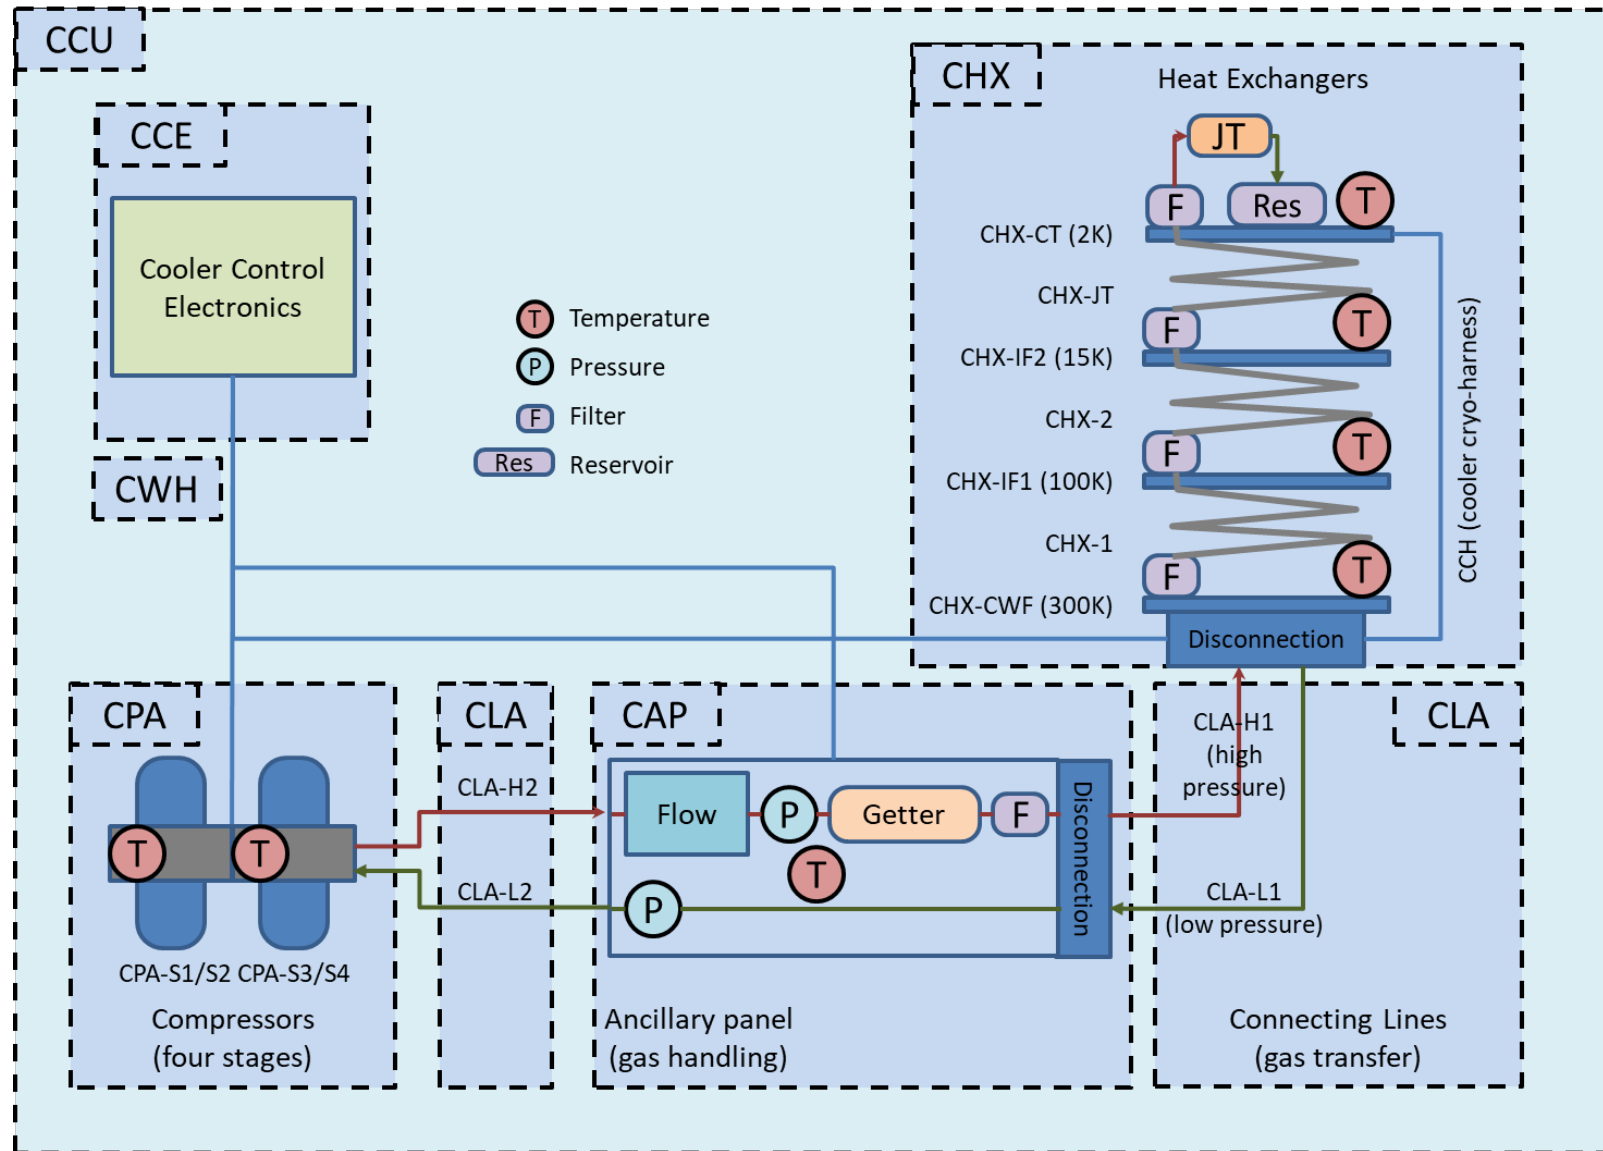 CCU
CCE
Cooler Control
Electronics
CWH
T Temperature
P Pressure
F Filter
Res Reservoir
CHX
Heat Exchangers
JT
F
Res
T
CHX-CT (2K)
CHX-JT
F
T
CHX-IF2 (15K)
CHX-2
F
T
CHX-IF1 (100K)
CHX-1
F
T
CHX-CWF (300K)
Disconnection
CCH (cooler cryo-harness)
CPA
T
T
CPA-S1/S2
CPA-S3/S4
Compressors
(four stages)
CLA
CLA-H2
CLA-L2
CAP
Flow
P
Getter
F
T
P
Disconnection
Ancillary panel
(gas handling)
CLA
CLA-H1
(high
pressure)
CLA-L1
(low pressure)
Connecting Lines
(gas transfer)